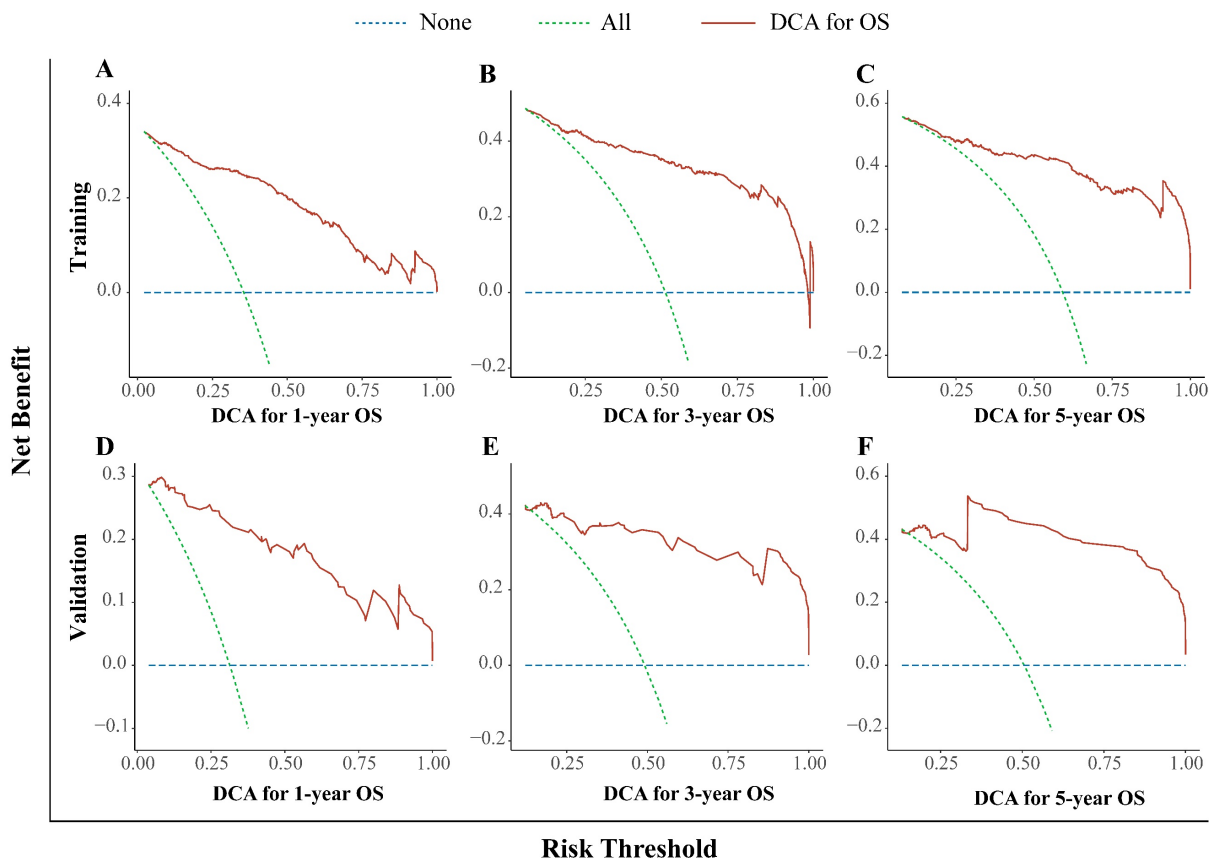 None All DCA for OS
A
B
C
0.4
0.2
0.0
0.00 0.25 0.50 0.75 1.00
DCA for 1-year OS
0.4
0.2
0.0
−0.2
0.25 0.50 0.75 1.00
DCA for 3-year OS
0.6
0.4
0.2
0.0
−0.2
0.25 0.50 0.75 1.00
DCA for 5-year OS
Training
Net Benefit
D
E
F
0.3
0.2
0.1
0.0
−0.1
0.00 0.25 0.50 0.75 1.00
DCA for 1-year OS
0.4
0.2
0.0
−0.2
0.25 0.50 0.75 1.00
DCA for 3-year OS
0.6
0.4
0.2
0.0
−0.2
0.25 0.50 0.75 1.00
DCA for 5-year OS
Validation
Risk Threshold